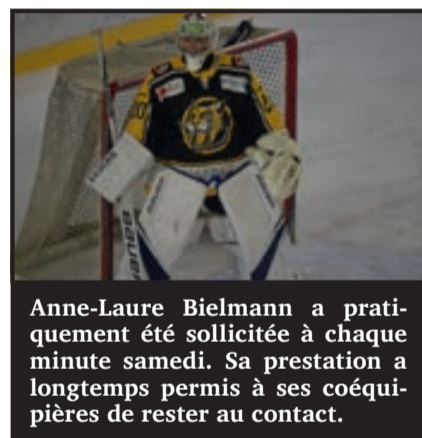 BAUER
Anne-Laure Bielmann a prati-
quement été sollicitée à chaque
minute samedi. Sa prestation a
longtemps permis à ses coéqui-
pières de rester au contact.